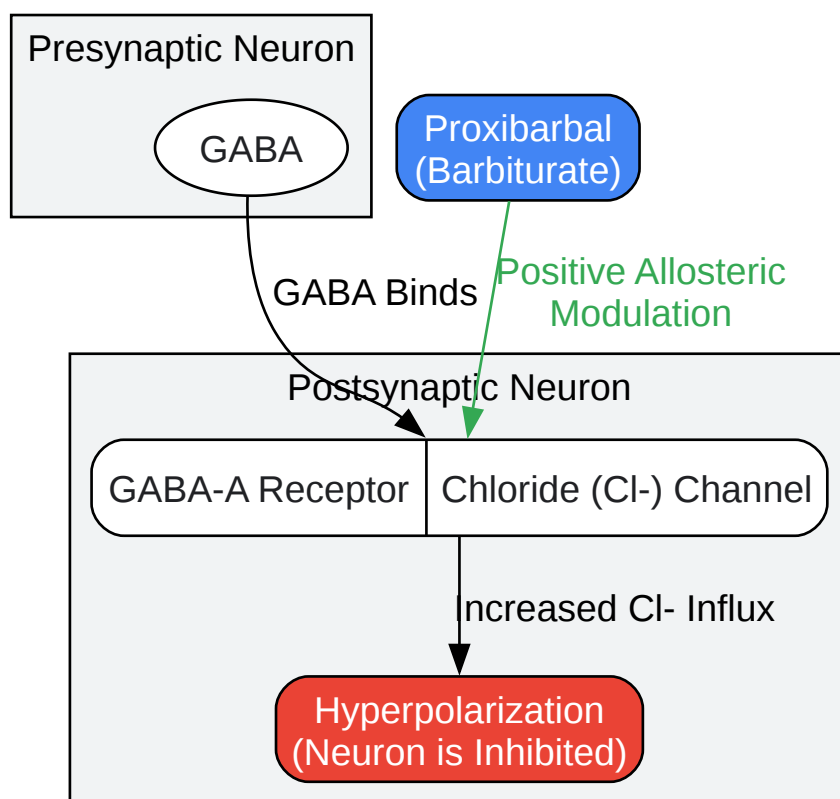 Presynaptic Neuron
GABA
Proxibarbal
(Barbiturate)
GABA Binds
Positive Allosteric
Modulation
Postsynaptic Neuron
GABA-A Receptor
Chloride (Cl-) Channel
Increased Cl- Influx
Hyperpolarization
(Neuron is Inhibited)